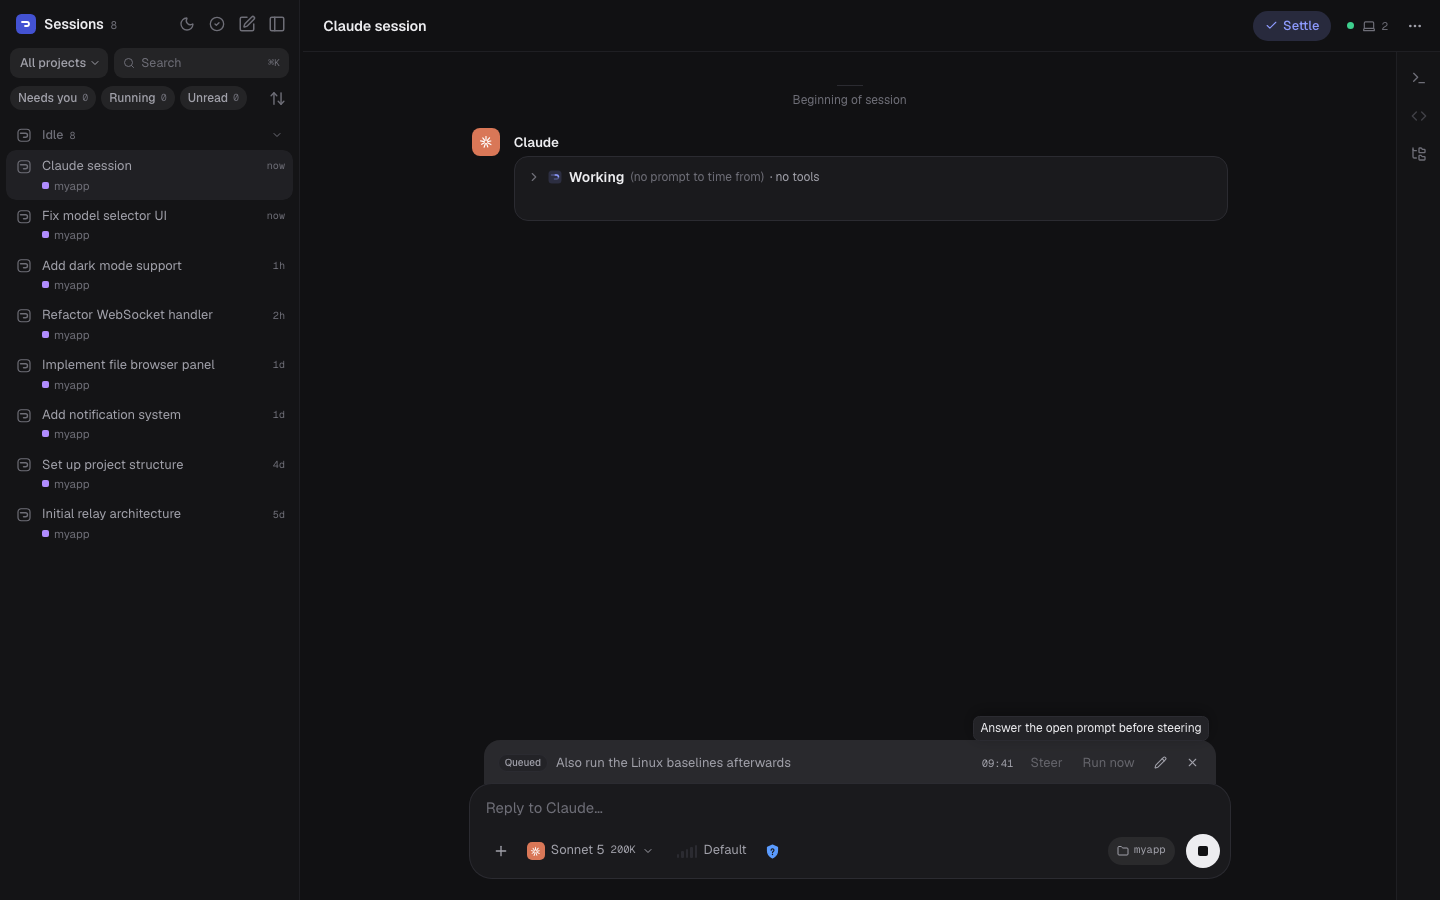 Sessions 8
All projects
Search ⌘K
Needs you 0
Running 0
Unread 0
Idle 8
Claude session now
myapp
Fix model selector UI now
myapp
Add dark mode support 1h
myapp
Refactor WebSocket handler 2h
myapp
Implement file browser panel 1d
myapp
Add notification system 1d
myapp
Set up project structure 4d
myapp
Initial relay architecture 5d
myapp
Claude session
Settle
2
Beginning of session
Claude
Working (no prompt to time from) · no tools
Answer the open prompt before steering
Queued Also run the Linux baselines afterwards 09:41 Steer Run now
Reply to Claude...
Sonnet 5 200K Default myapp